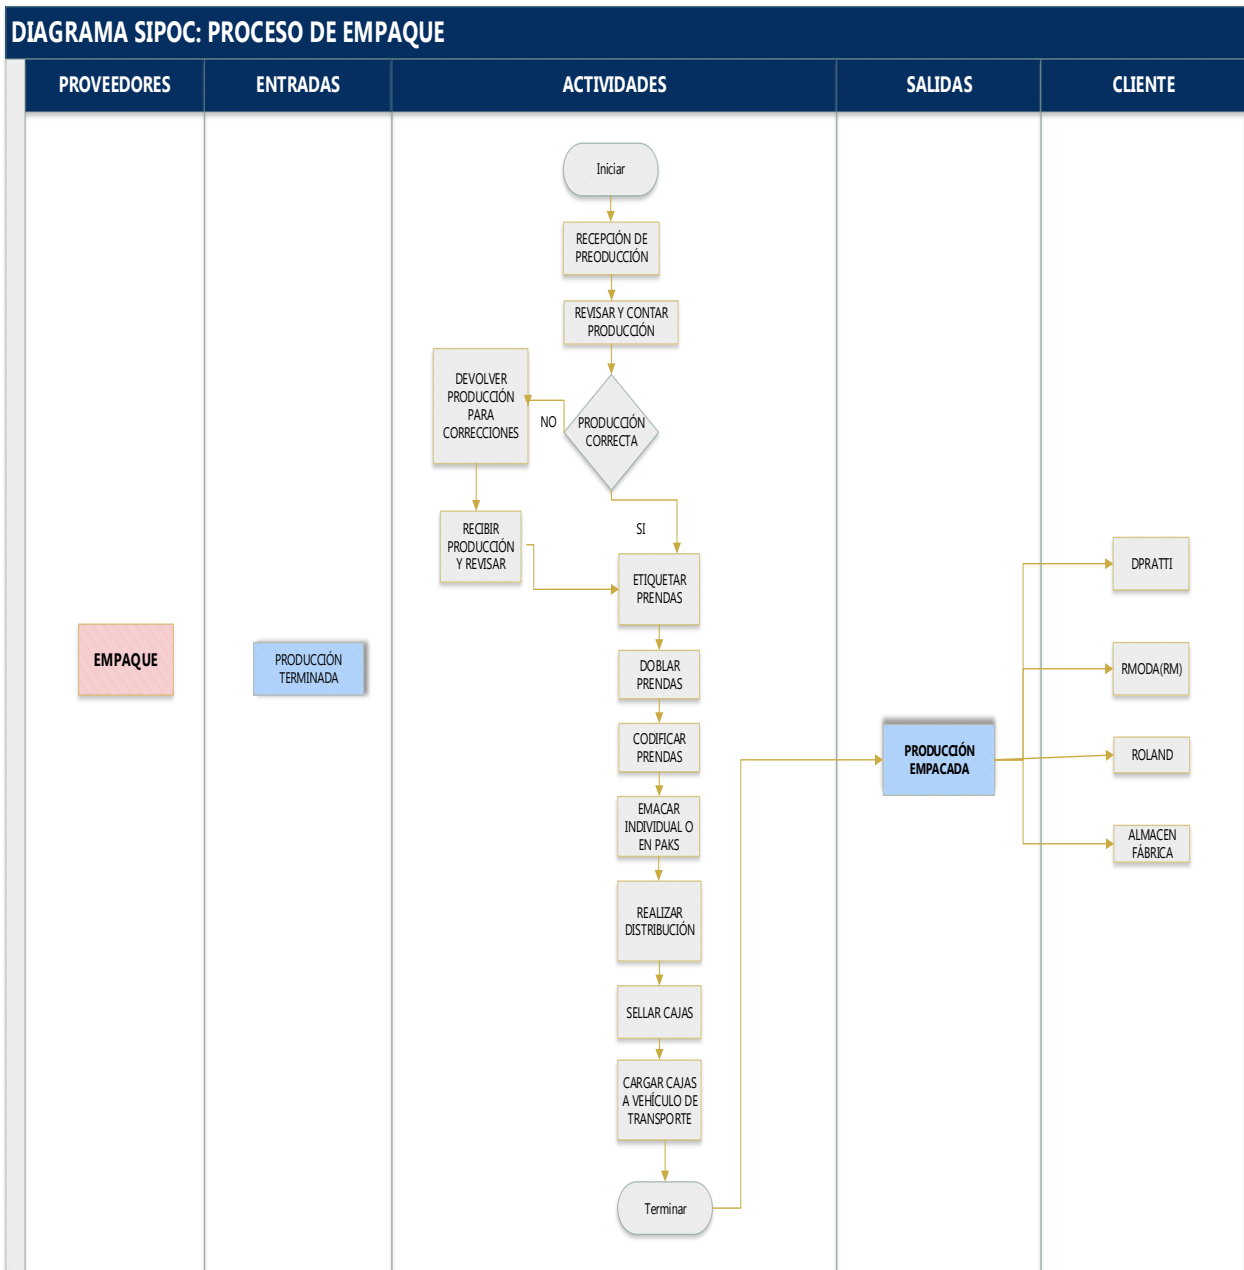 DIAGRAMA SIPOC: PROCESO DE EMPAQUE
PROVEEDORES
ENTRADAS
ACTIVIDADES
SALIDAS
CLIENTE
Iniciar
RECEPCIÓN DE
PREODUCCIÓN
REVISAR Y CONTAR
PRODUCCIÓN
DEVOLVER
PRODUCCIÓN
PARA
CORRECCIONES
NO
PRODUCCIÓN
CORRECTA
SI
RECIBIR
PRODUCCIÓN
Y REVISAR
ETIQUETAR
PRENDAS
DOBLAR
PRENDAS
CODIFICAR
PRENDAS
EMACAR
INDIVIDUAL O
EN PAKS
REALIZAR
DISTRIBUCIÓN
SELLAR CAJAS
CARGAR CAJAS
A VEHÍCULO DE
TRANSPORTE
Terminar
EMPAQUE
PRODUCCIÓN
TERMINADA
PRODUCCIÓN
EMPACADA
DPRATTI
RMODA(RM)
ROLAND
ALMACEN
FÁBRICA